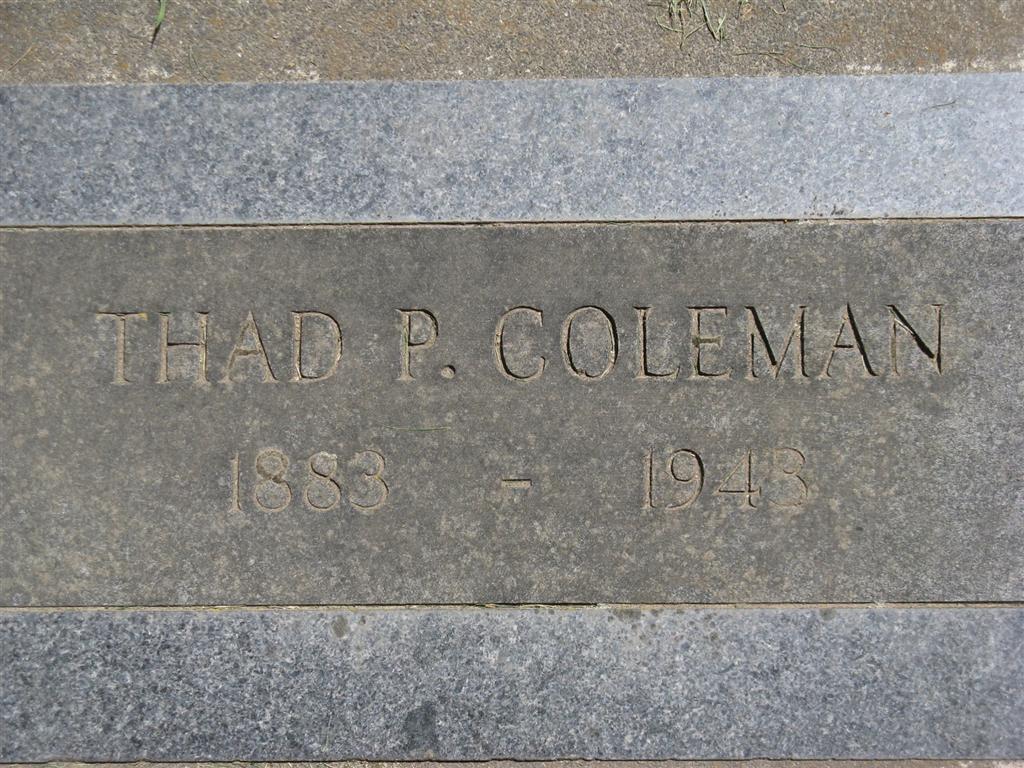 THAD P. COLEMAN
1883 - 1943